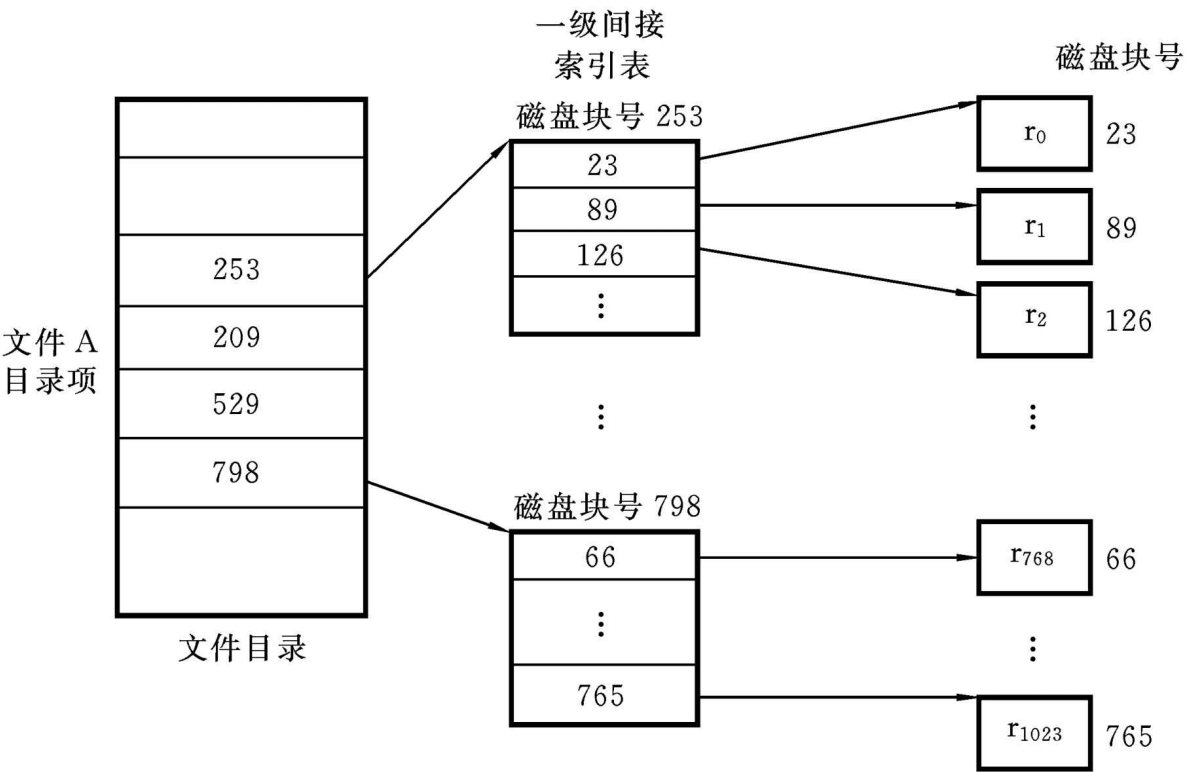 一级间接
索引表
磁盘块号
磁盘块号 253
23
89
126
⋮
r₀ 23
r₁ 89
r₂ 126
253
209
529
798
文件 A
目录项
文件目录
⋮
⋮
磁盘块号 798
66
⋮
765
r₇₆₈ 66
⋮
r₁₀₂₃ 765